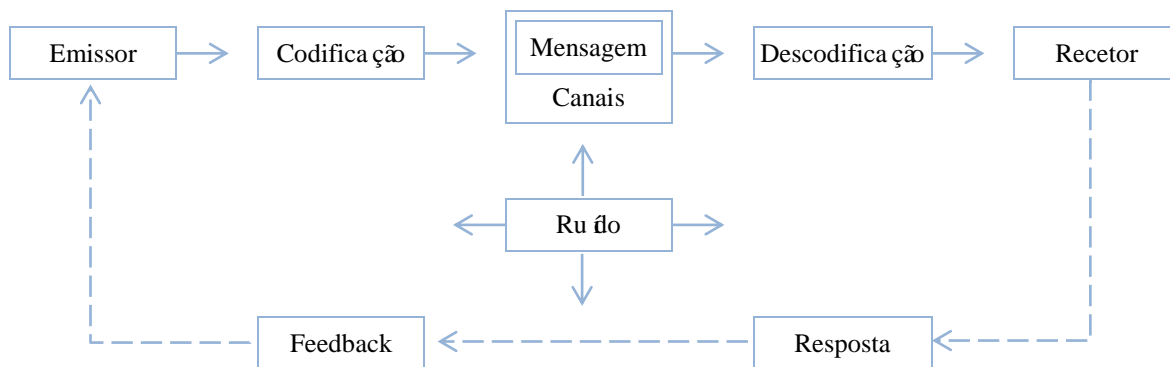 Emissor
Codificação
Mensagem
Canais
Descodificação
Recetor
Ruído
Feedback
Resposta